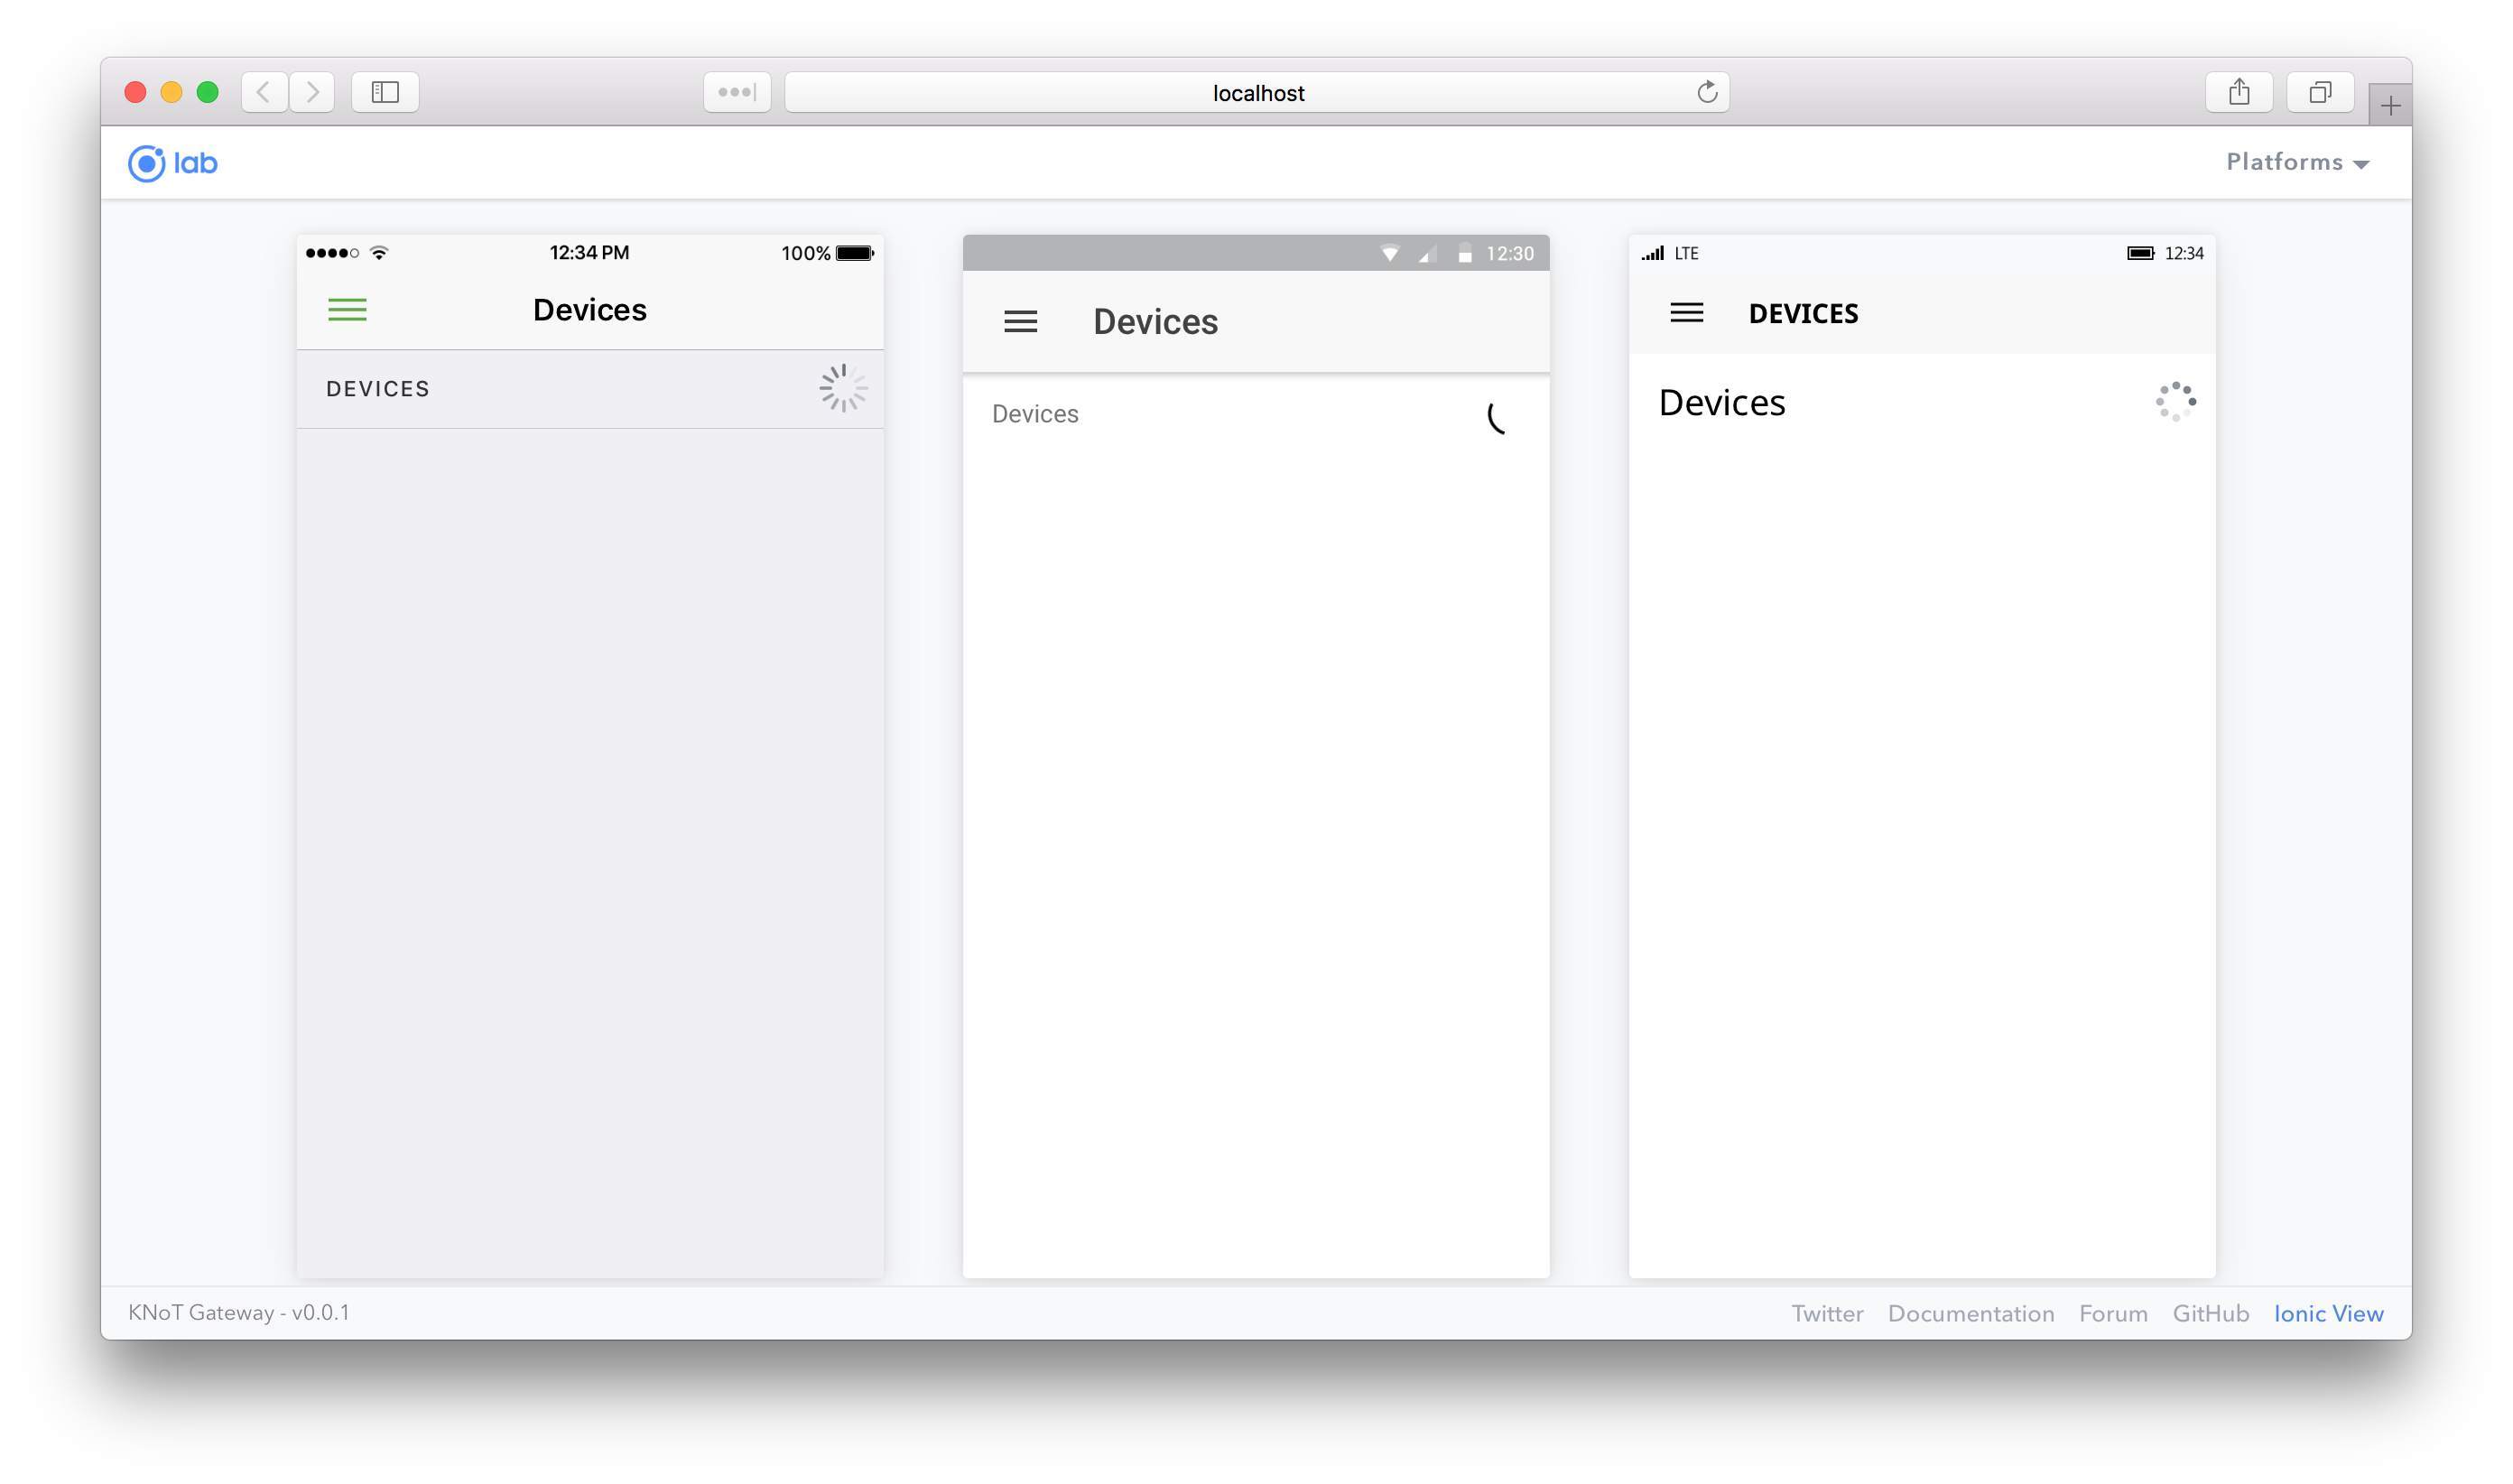 localhost
lab
Platforms
12:34 PM
100%
Devices
DEVICES
12:30
Devices
Devices
LTE
12:34
DEVICES
Devices
KNoT Gateway - v0.0.1
Twitter Documentation Forum GitHub Ionic View